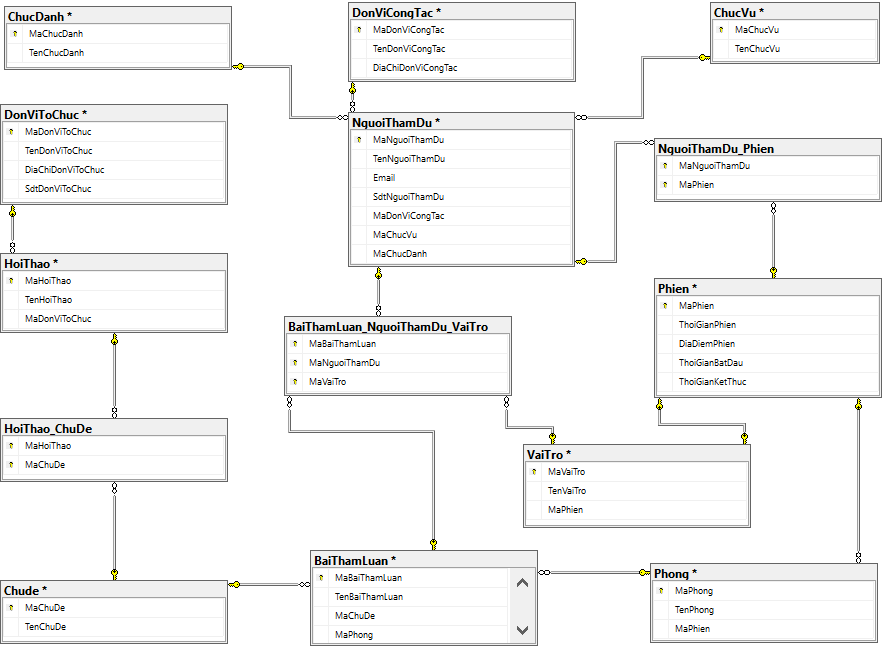 ChucDanh *
MaChucDanh
TenChucDanh
DonViCongTac *
MaDonViCongTac
TenDonViCongTac
DiaChiDonViCongTac
ChucVu *
MaChucVu
TenChucVu
DonViToChuc *
MaDonViToChuc
TenDonViToChuc
DiaChiDonViToChuc
SdtDonViToChuc
NguoiThamDu *
MaNguoiThamDu
TenNguoiThamDu
Email
SdtNguoiThamDu
MaDonViCongTac
MaChucVu
MaChucDanh
NguoiThamDu_Phien
MaNguoiThamDu
MaPhien
HoiThao *
MaHoiThao
TenHoiThao
MaDonViToChuc
Phien *
MaPhien
ThoiGianPhien
DiaDiemPhien
ThoiGianBatDau
ThoiGianKetThuc
BaiThamLuan_NguoiThamDu_VaiTro
MaBaiThamLuan
MaNguoiThamDu
MaVaiTro
HoiThao_ChuDe
MaHoiThao
MaChuDe
VaiTro *
MaVaiTro
TenVaiTro
MaPhien
Chude *
MaChuDe
TenChuDe
BaiThamLuan *
MaBaiThamLuan
TenBaiThamLuan
MaChuDe
MaPhong
Phong *
MaPhong
TenPhong
MaPhien